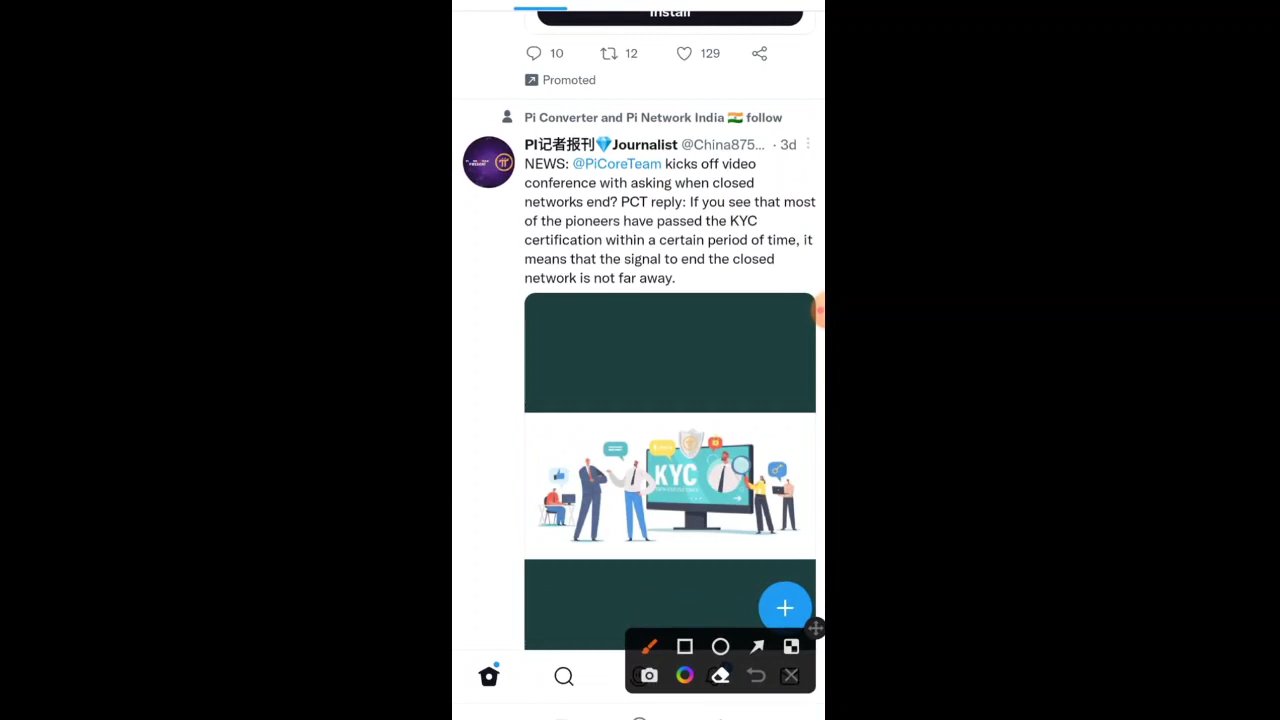 Install
10 12 129
Promoted
Pi Converter and Pi Network India 🇮🇳 follow
PI记者报刊💎Journalist @China875... · 3d
NEWS: @PiCoreTeam kicks off video
conference with asking when closed
networks end? PCT reply: If you see that most
of the pioneers have passed the KYC
certification within a certain period of time, it
means that the signal to end the closed
network is not far away.
KYC